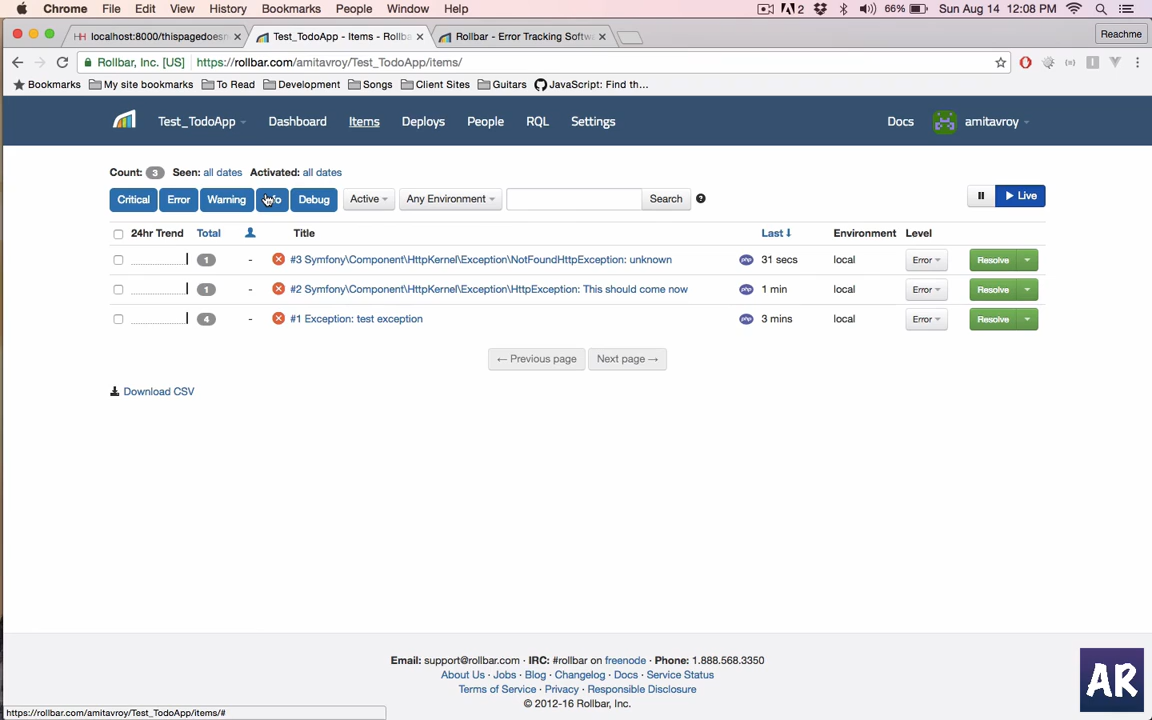 Chrome File Edit View History Bookmarks People Window Help 2 66% Sun Aug 14 12:08 PM
localhost:8000/thispagedoesn Test_TodoApp - Items - Rollba Rollbar - Error Tracking Softw Reachme
Rollbar, Inc. [US] https://rollbar.com/amitavroy/Test_TodoApp/items/
Bookmarks My site bookmarks To Read Development Songs Client Sites Guitars JavaScript: Find th...
Test_TodoApp Dashboard Items Deploys People RQL Settings Docs amitavroy
Count: 3 Seen: all dates Activated: all dates
Critical Error Warning Debug Active Any Environment Search ? Live
24hr Trend Total Title Last Environment Level
1 - #3 Symfony\Component\HttpKernel\Exception\NotFoundHttpException: unknown php 31 secs local Error Resolve
1 - #2 Symfony\Component\HttpKernel\Exception\HttpException: This should come now php 1 min local Error Resolve
4 - #1 Exception: test exception php 3 mins local Error Resolve
← Previous page Next page →
Download CSV
Email: support@rollbar.com · IRC: #rollbar on freenode · Phone: 1.888.568.3350
About Us · Jobs · Blog · Changelog · Docs · Service Status
Terms of Service · Privacy · Responsible Disclosure
© 2012-16 Rollbar, Inc.
AR
https://rollbar.com/amitavroy/Test_TodoApp/items/#